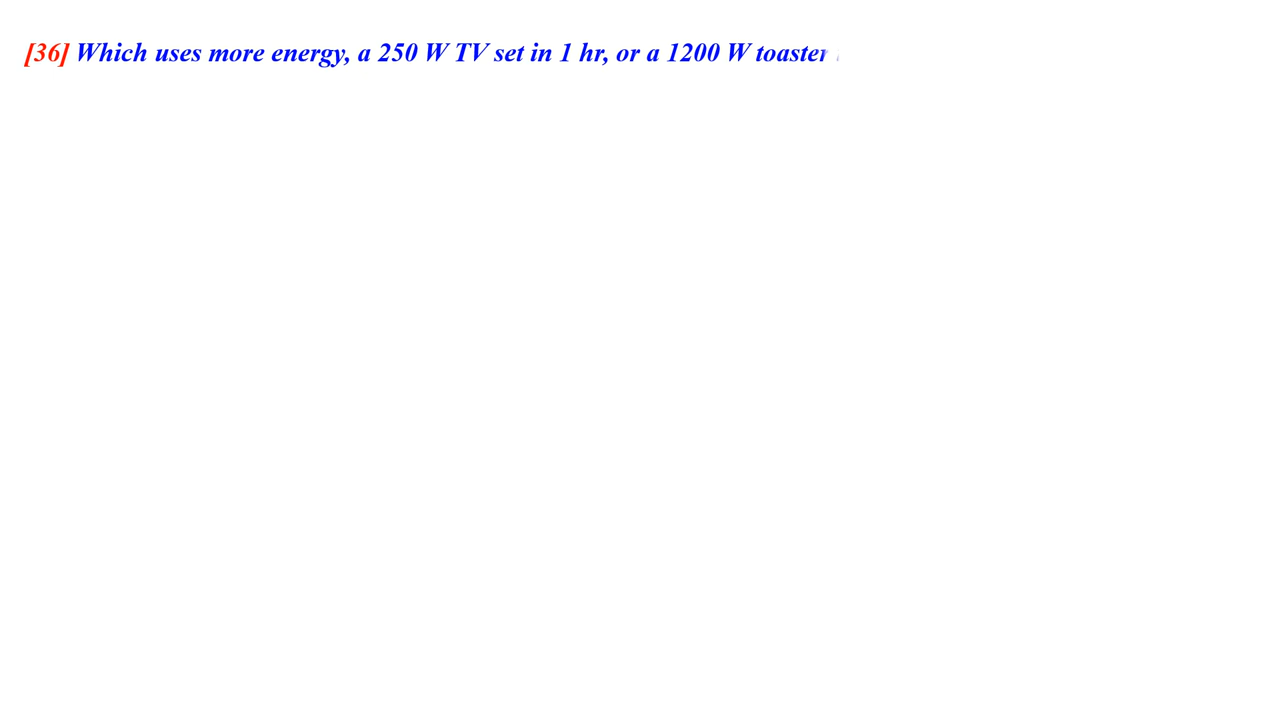 [36] Which uses more energy, a 250 W TV set in 1 hr, or a 1200 W toaster